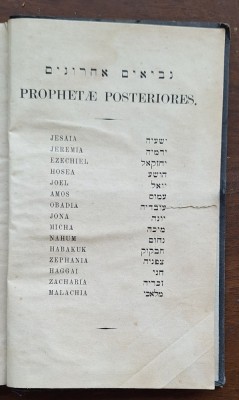 נביאים אחרונים
PROPHETÆ POSTERIORES,
JESAIA ישעיה
JEREMIA ירמיה
EZECHIEL יחזקאל
HOSEA הושע
JOEL יואל
AMOS עמוס
OBADIA עובדיה
JONA יונה
MICHA מיכה
NAHUM נחום
HABAKUK חבקוק
ZEPHANIA צפניה
HAGGAI חגי
ZACHARIA זכריה
MALACHIA מלאכי